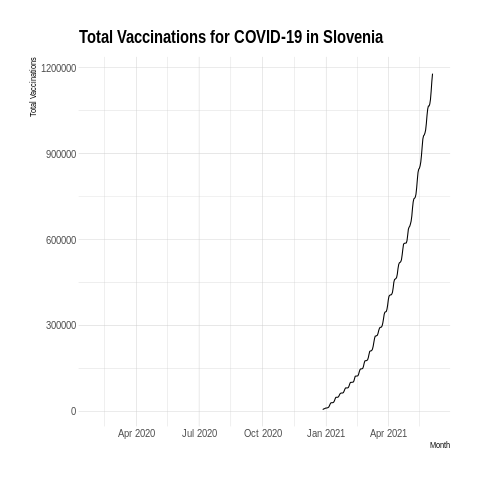 Total Vaccinations for COVID-19 in Slovenia
Total Vaccinations
1200000
900000
600000
300000
0
Apr 2020 Jul 2020 Oct 2020 Jan 2021 Apr 2021
Month